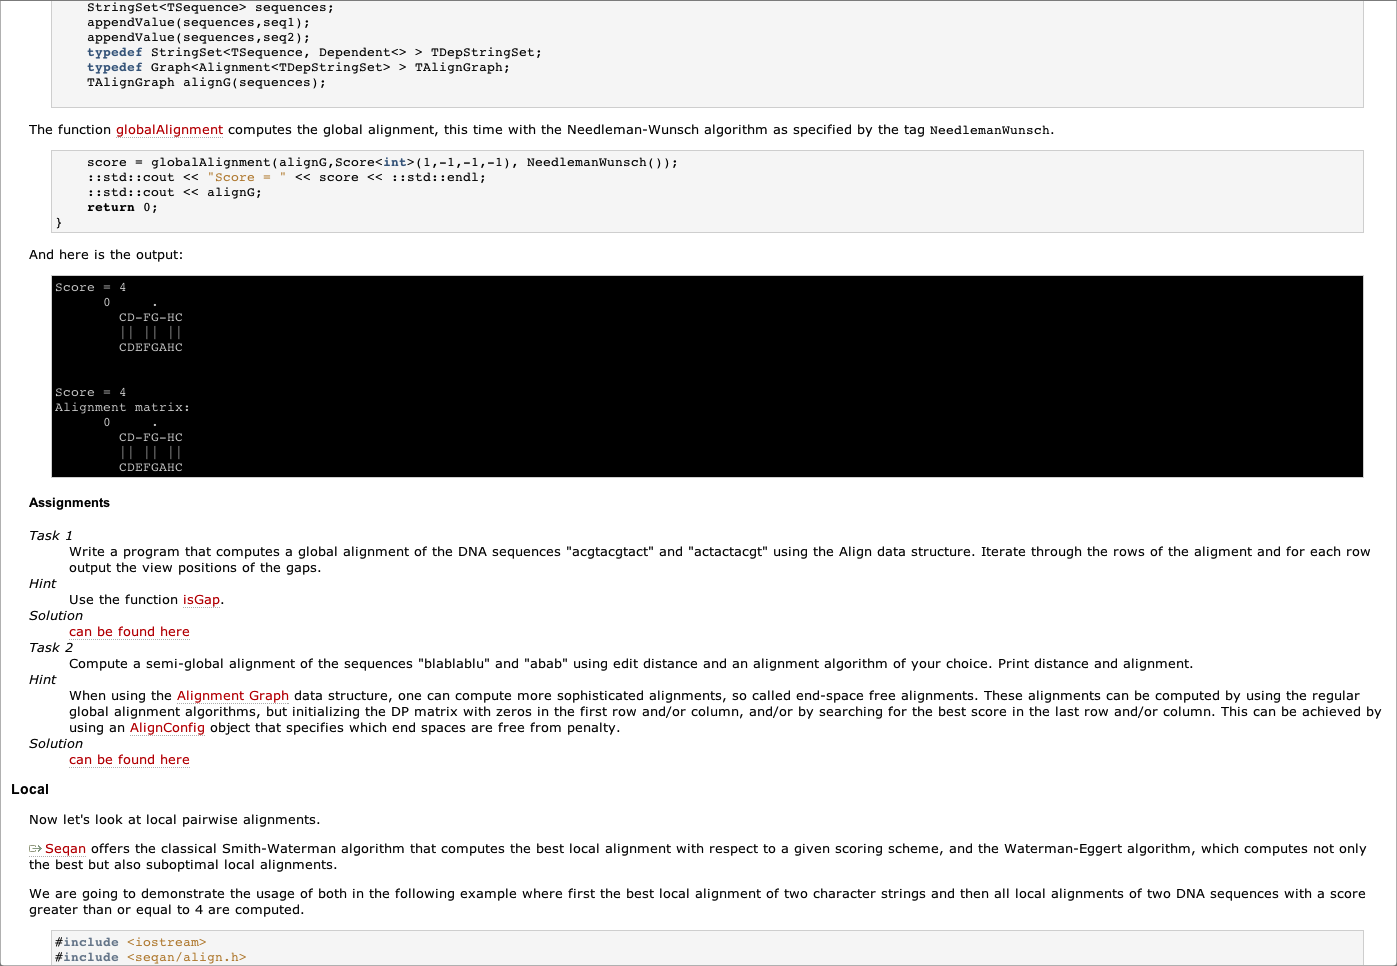 StringSet<TSequence> sequences;
appendValue(sequences,seq1);
appendValue(sequences,seq2);
typedef StringSet<TSequence, Dependent<> > TDepStringSet;
typedef Graph<Alignment<TDepStringSet> > TAlignGraph;
TAlignGraph alignG(sequences);
The function globalAlignment computes the global alignment, this time with the Needleman-Wunsch algorithm as specified by the tag NeedlemanWunsch.
score = globalAlignment(alignG,Score<int>(1,-1,-1,-1), NeedlemanWunsch());
::std::cout << "Score = " << score << ::std::endl;
::std::cout << alignG;
return 0;
}
And here is the output:
Score = 4
0     .
CD-FG-HC
|| || ||
CDEFGAHC
Score = 4
Alignment matrix:
0     .
CD-FG-HC
|| || ||
CDEFGAHC
Assignments
Task 1
Write a program that computes a global alignment of the DNA sequences "acgtacgtact" and "actactacgt" using the Align data structure. Iterate through the rows of the aligment and for each row
output the view positions of the gaps.
Hint
Use the function isGap.
Solution
can be found here
Task 2
Compute a semi-global alignment of the sequences "blablablu" and "abab" using edit distance and an alignment algorithm of your choice. Print distance and alignment.
Hint
When using the Alignment Graph data structure, one can compute more sophisticated alignments, so called end-space free alignments. These alignments can be computed by using the regular
global alignment algorithms, but initializing the DP matrix with zeros in the first row and/or column, and/or by searching for the best score in the last row and/or column. This can be achieved by
using an AlignConfig object that specifies which end spaces are free from penalty.
Solution
can be found here
Local
Now let's look at local pairwise alignments.
Seqan offers the classical Smith-Waterman algorithm that computes the best local alignment with respect to a given scoring scheme, and the Waterman-Eggert algorithm, which computes not only
the best but also suboptimal local alignments.
We are going to demonstrate the usage of both in the following example where first the best local alignment of two character strings and then all local alignments of two DNA sequences with a score
greater than or equal to 4 are computed.
#include <iostream>
#include <seqan/align.h>